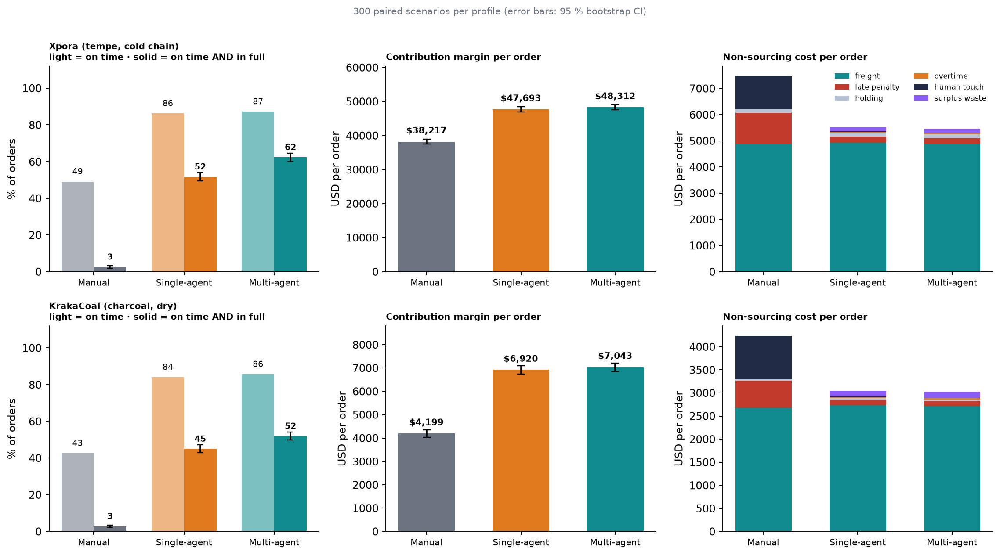 300 paired scenarios per profile (error bars: 95 % bootstrap CI)
Xpora (tempe, cold chain)
light = on time · solid = on time AND in full
% of orders
100
80
60
40
20
0
49
3
86
52
87
62
Manual
Single-agent
Multi-agent
Contribution margin per order
USD per order
60000
50000
40000
30000
20000
10000
0
$38,217
$47,693
$48,312
Manual
Single-agent
Multi-agent
Non-sourcing cost per order
USD per order
7000
6000
5000
4000
3000
2000
1000
0
freight
late penalty
holding
overtime
human touch
surplus waste
Manual
Single-agent
Multi-agent
KrakaCoal (charcoal, dry)
light = on time · solid = on time AND in full
% of orders
100
80
60
40
20
0
43
3
84
45
86
52
Manual
Single-agent
Multi-agent
Contribution margin per order
USD per order
8000
7000
6000
5000
4000
3000
2000
1000
0
$4,199
$6,920
$7,043
Manual
Single-agent
Multi-agent
Non-sourcing cost per order
USD per order
4000
3500
3000
2500
2000
1500
1000
500
0
Manual
Single-agent
Multi-agent